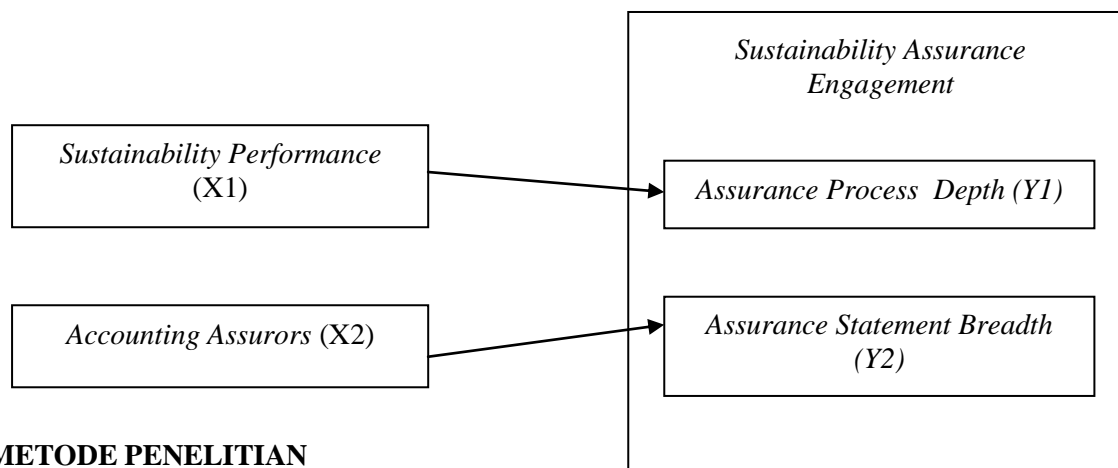 Sustainability Assurance
Engagement
Sustainability Performance
(X1)
Assurance Process Depth (Y1)
Accounting Assurors (X2)
Assurance Statement Breadth
(Y2)
METODE PENELITIAN